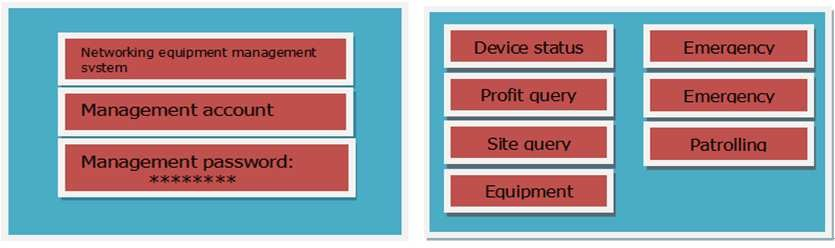 Networking equipment management
system
Management account
Management password:
********
Device status
Profit query
Site query
Equipment
Emergency
Emergency
Patrolling